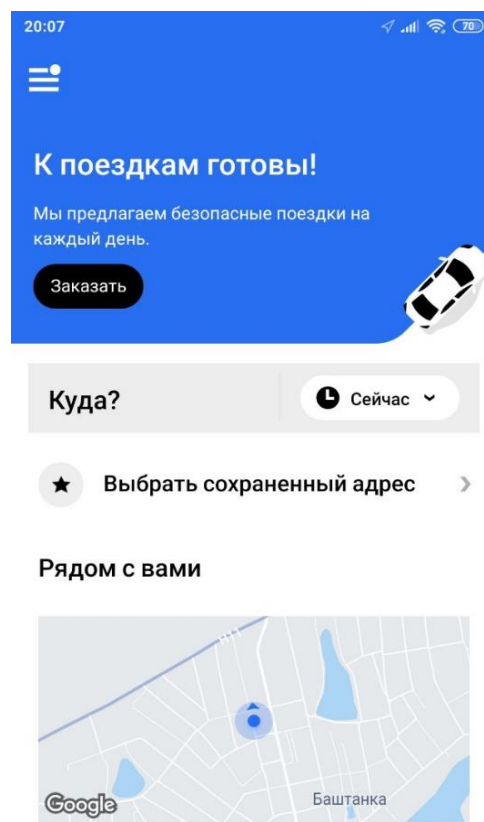 20:07
70
К поездкам готовы!
Мы предлагаем безопасные поездки на
каждый день.
Заказать
Куда?
Сейчас
Выбрать сохраненный адрес
Рядом с вами
Баштанка
Google